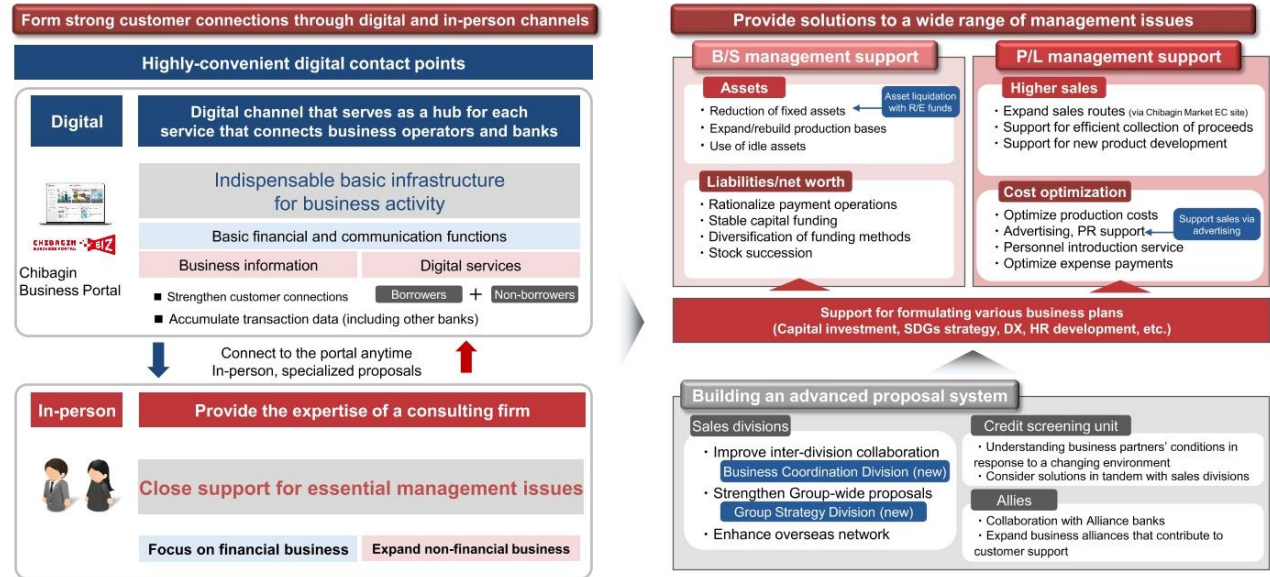 Form strong customer connections through digital and in-person channels
Highly-convenient digital contact points
Digital
Digital channel that serves as a hub for each
service that connects business operators and banks
Indispensable basic infrastructure
for business activity
Basic financial and communication functions
Business information
Digital services
CHIBAGIN BIZ
BUSINESS PORTAL
Chibagin
Business Portal
■ Strengthen customer connections
Borrowers + Non-borrowers
■ Accumulate transaction data (including other banks)
Connect to the portal anytime
In-person, specialized proposals
In-person
Provide the expertise of a consulting firm
Close support for essential management issues
Focus on financial business
Expand non-financial business
Provide solutions to a wide range of management issues
B/S management support
Assets
・Reduction of fixed assets
Asset liquidation
with R/E funds
・Expand/rebuild production bases
・Use of idle assets
Liabilities/net worth
・Rationalize payment operations
・Stable capital funding
・Diversification of funding methods
・Stock succession
P/L management support
Higher sales
・Expand sales routes (via Chibagin Market EC site)
・Support for efficient collection of proceeds
・Support for new product development
Cost optimization
・Optimize production costs
・Advertising, PR support
Support sales via
advertising
・Personnel introduction service
・Optimize expense payments
Support for formulating various business plans
(Capital investment, SDGs strategy, DX, HR development, etc.)
Building an advanced proposal system
Sales divisions
・Improve inter-division collaboration
Business Coordination Division (new)
・Strengthen Group-wide proposals
Group Strategy Division (new)
・Enhance overseas network
Credit screening unit
・Understanding business partners' conditions in
response to a changing environment
・Consider solutions in tandem with sales divisions
Allies
・Collaboration with Alliance banks
・Expand business alliances that contribute to
customer support